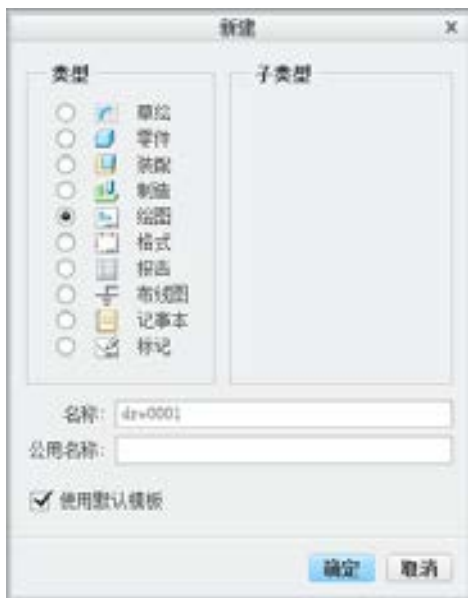 新建
类型
子类型
草绘
零件
装配
制造
绘图
格式
报告
布线图
记事本
标记
名称: drw0001
公用名称:
使用默认模板
确定 取消